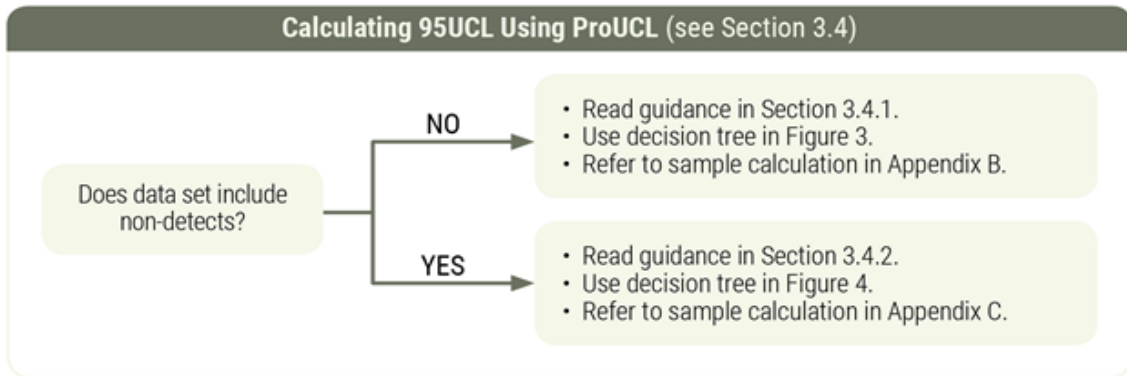 Calculating 95UCL Using ProUCL (see Section 3.4)
Does data set include
non-detects?
NO
• Read guidance in Section 3.4.1.
• Use decision tree in Figure 3.
• Refer to sample calculation in Appendix B.
YES
• Read guidance in Section 3.4.2.
• Use decision tree in Figure 4.
• Refer to sample calculation in Appendix C.